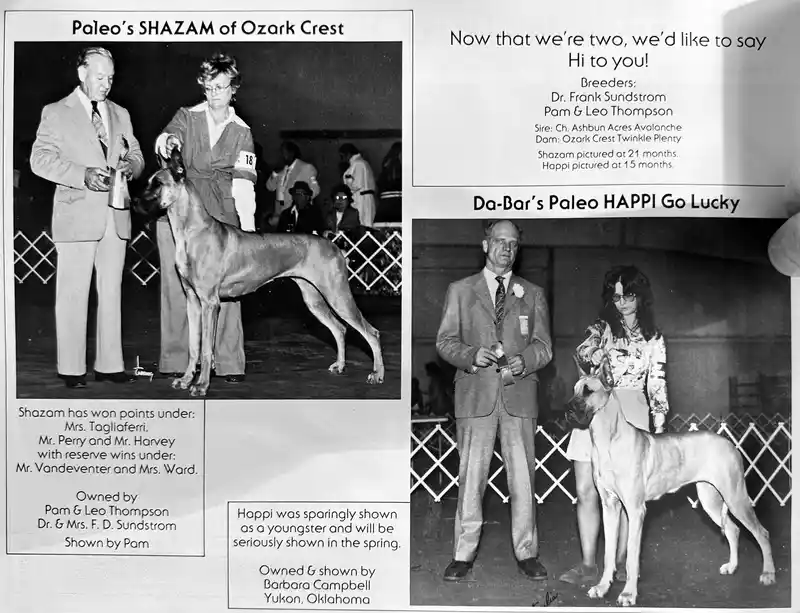 Paleo's SHAZAM of Ozark Crest
18
Shazam has won points under:
Mrs. Tagliaferri,
Mr. Perry and Mr. Harvey
with reserve wins under:
Mr. Vandeventer and Mrs. Ward.
Owned by
Pam & Leo Thompson
Dr. & Mrs. F. D. Sundstrom
Shown by Pam
Now that we're two, we'd like to say
Hi to you!
Breeders:
Dr. Frank Sundstrom
Pam & Leo Thompson
Sire: Ch. Ashbun Acres Avalanche
Dam: Ozark Crest Twinkle Plenty
Shazam pictured at 21 months.
Happi pictured at 15 months.
Da-Bar's Paleo HAPPI Go Lucky
Happi was sparingly shown
as a youngster and will be
seriously shown in the spring.
Owned & shown by
Barbara Campbell
Yukon, Oklahoma